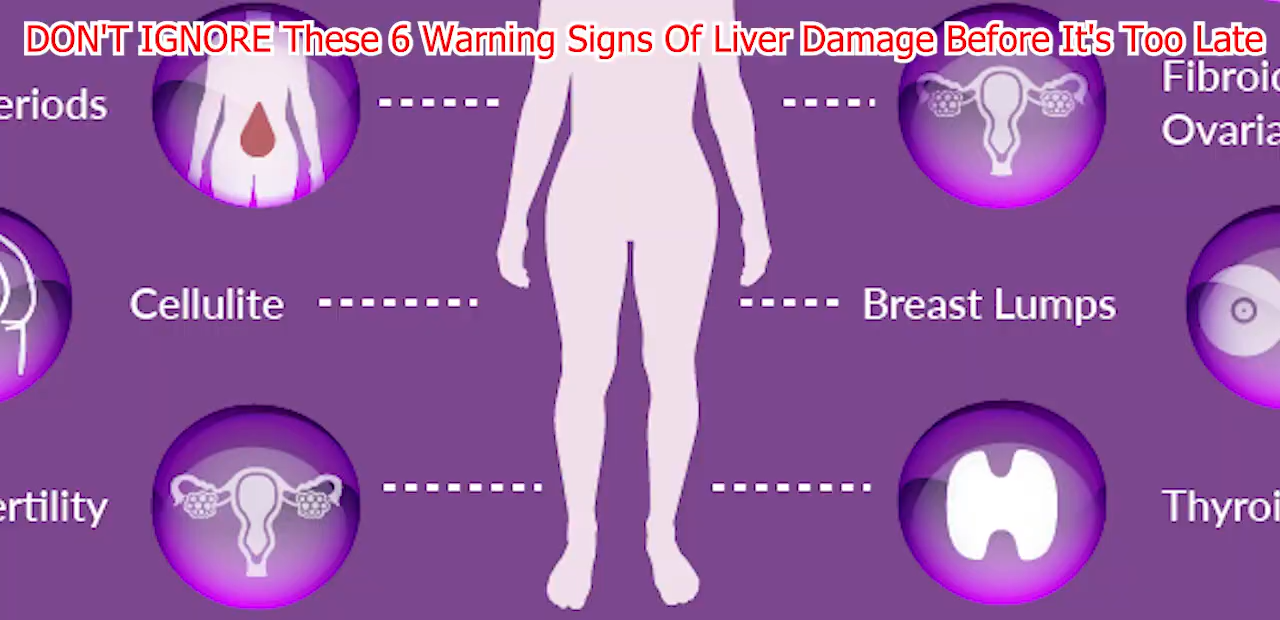 DON'T IGNORE These 6 Warning Signs Of Liver Damage Before It's Too Late
eriods
Fibroid
Ovaria
Cellulite
Breast Lumps
ertility
Thyroi